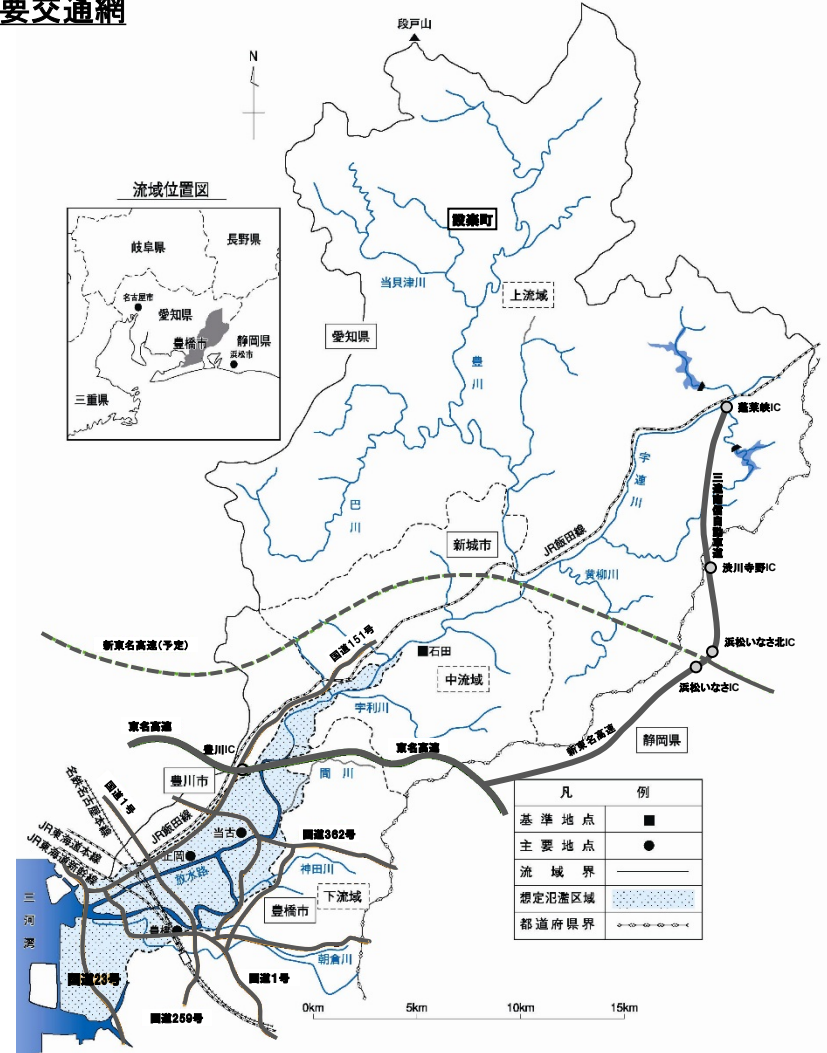 要交通網
段戸山
N
流域位置図
岐阜県
長野県
名古屋市
愛知県
豊橋市
静岡県
浜松市
三重県
設楽町
当貝津川
上流域
愛知県
豊川
鳳莱峡IC
宇連川
三遠南信自動車道
巴川
新城市
JR飯田線
黄柳川
渋川寺野IC
新東名高速(予定)
国道151号
石田
浜松いなさ北IC
浜松いなさIC
中流域
宇利川
東名高速
豊川IC
東名高速
新東名高速
静岡県
豊川市
間川
名鉄名古屋本線
国道1号
JR飯田線
当古
国道362号
JR東海道本線
JR東海道新幹線
正岡
放水路
神田川
三河湾
豊橋市
下流域
豊橋
朝倉川
国道23号
国道1号
国道259号
凡例
基準地点
主要地点
流域界
想定氾濫区域
都道府県界
0km 5km 10km 15km